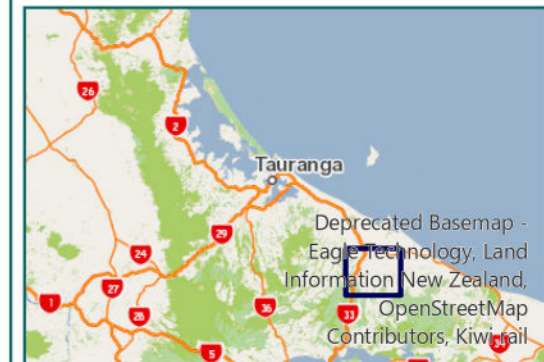 26
2
Tauranga
29
Deprecated Basemap -
Eagle Technology, Land
Information New Zealand,
OpenStreetMap
Contributors, Kiwi rail
24
27
1
28
36
33
5